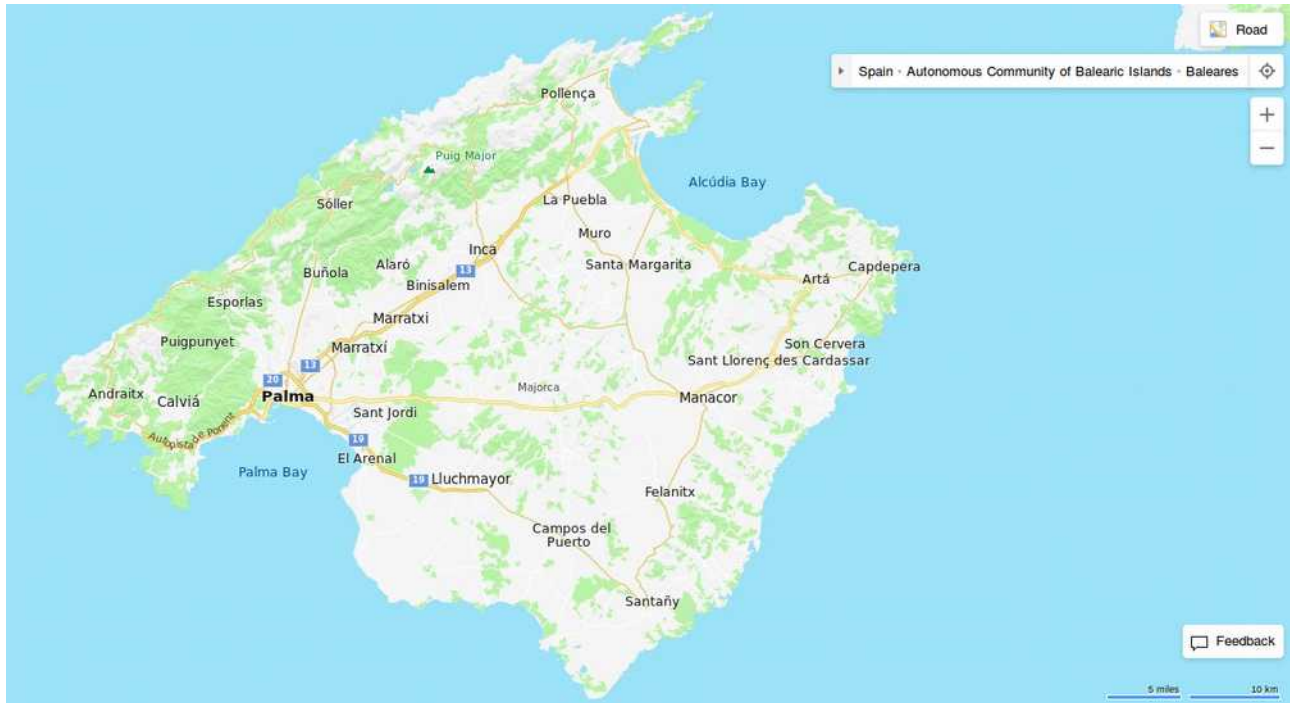 Road
Spain · Autonomous Community of Balearic Islands · Baleares
+
−
Pollença
Puig Major
Alcúdia Bay
Sóller
La Puebla
Muro
Inca
Buñola
Alaró
13
Santa Margarita
Capdepera
Binisalem
Artá
Esporlas
Marratxi
Puigpunyet
Marratxí
Son Cervera
Sant Llorenç des Cardassar
13
20
Andraitx
Calviá
Palma
Majorca
Manacor
Sant Jordi
Autopista de Ponent
19
El Arenal
Palma Bay
19
Lluchmayor
Felanitx
Campos del
Puerto
Santañy
Feedback
5 miles
10 km